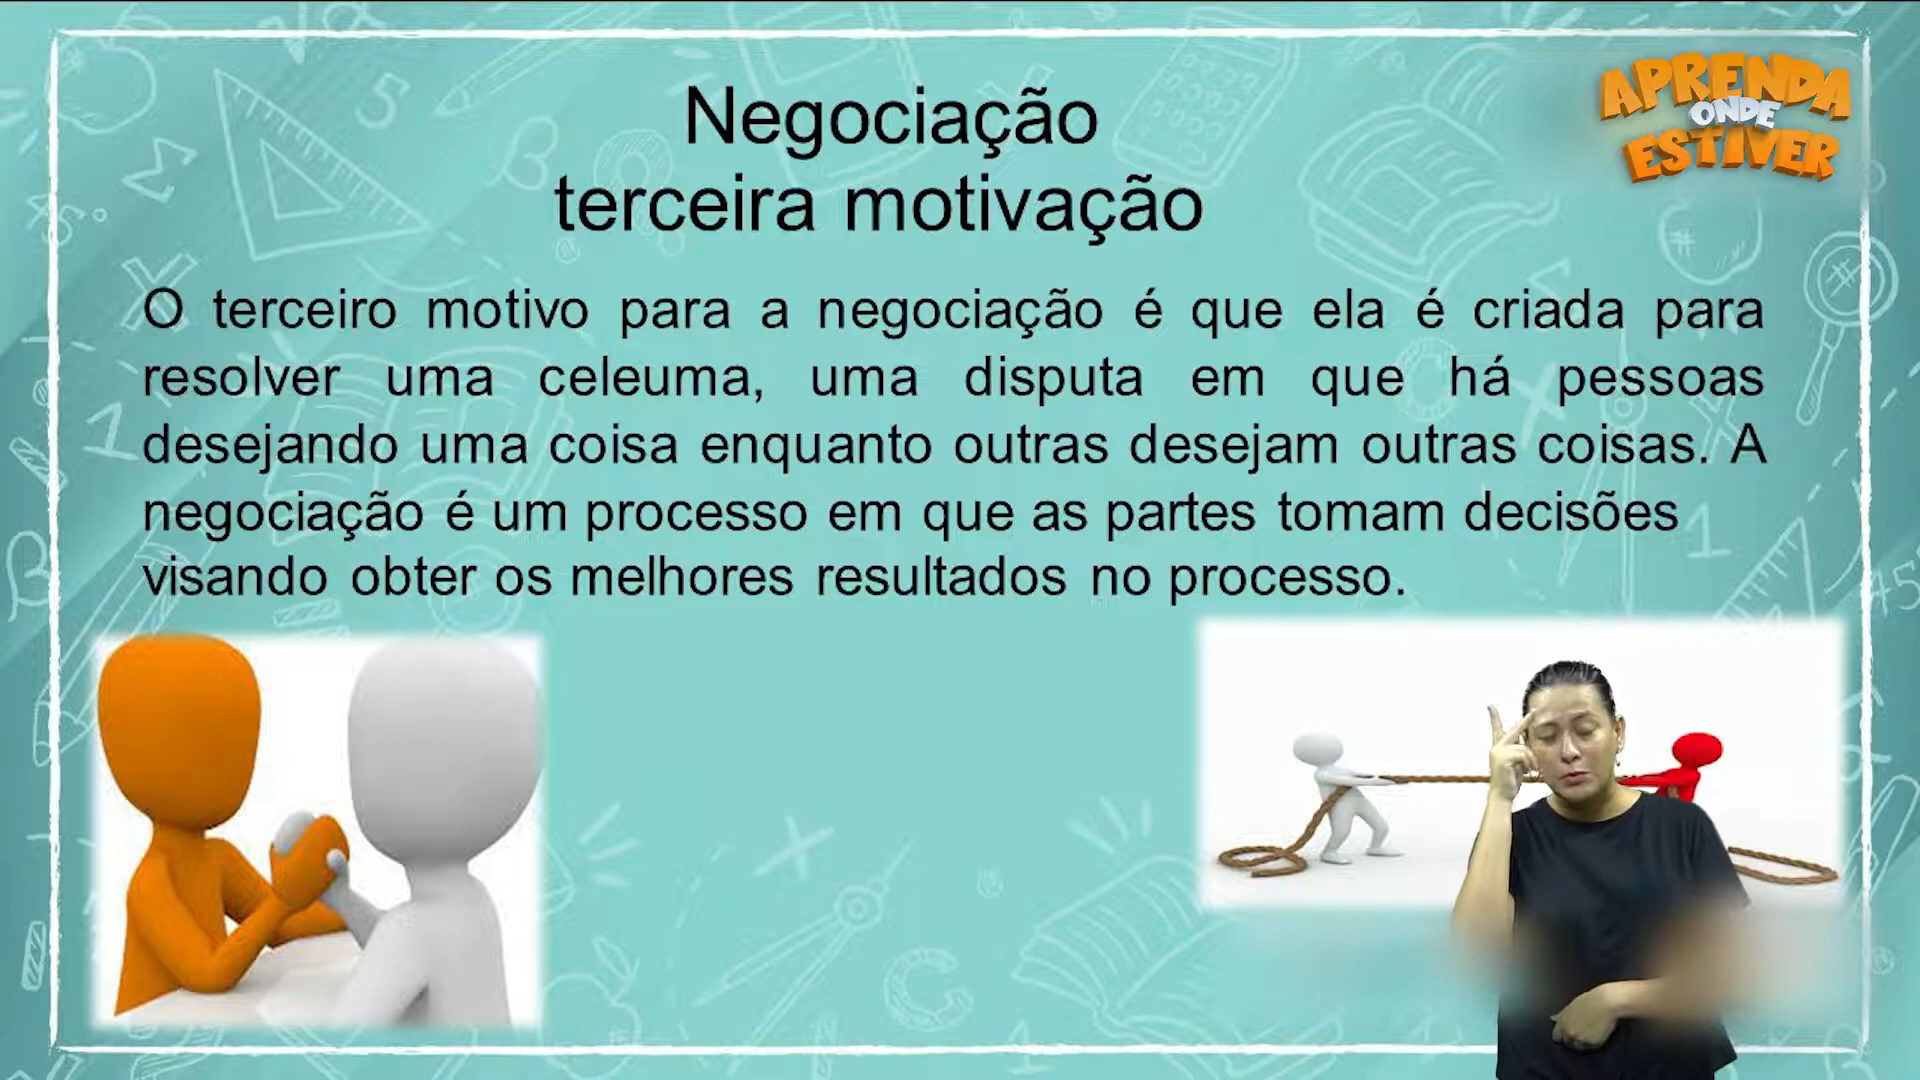 APRENDA
ONDE
ESTIVER
Negociação
terceira motivação
O terceiro motivo para a negociação é que ela é criada para
resolver uma celeuma, uma disputa em que há pessoas
desejando uma coisa enquanto outras desejam outras coisas. A
negociação é um processo em que as partes tomam decisões
visando obter os melhores resultados no processo.